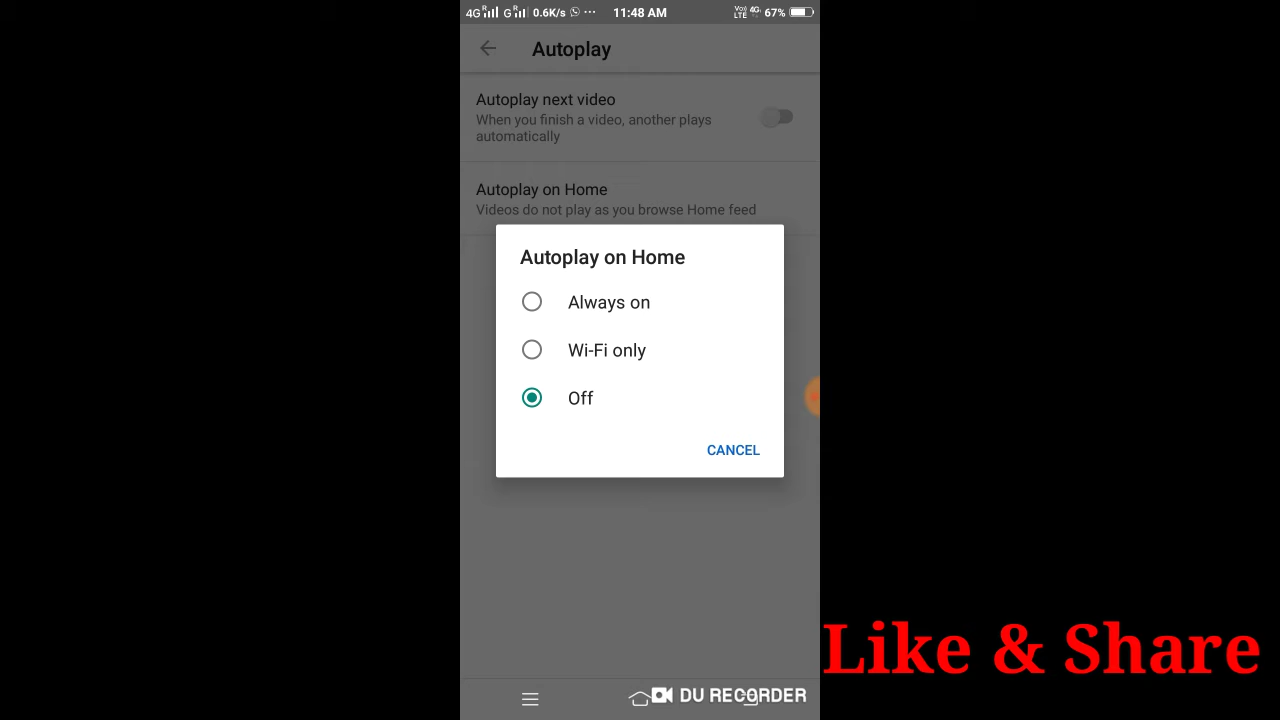 4G R G R 0.6K/s ... 11:48 AM VoLTE 4G 67%
Autoplay
Autoplay next video
When you finish a video, another plays
automatically
Autoplay on Home
Videos do not play as you browse Home feed
Autoplay on Home
Always on
Wi-Fi only
Off
CANCEL
Like & Share
DU RECORDER